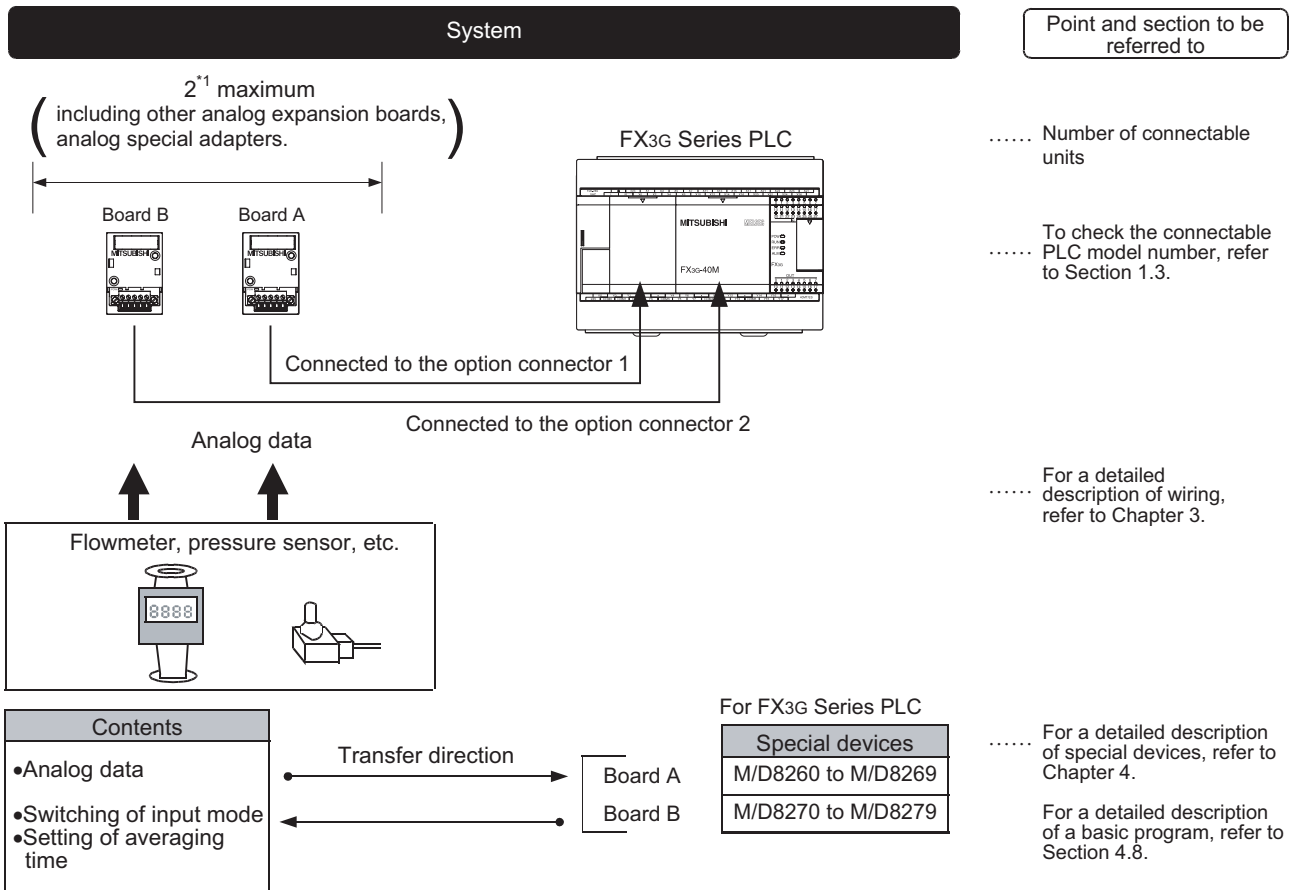 System
Point and section to be
referred to
2*1 maximum
including other analog expansion boards,
analog special adapters.
FX3G Series PLC
...... Number of connectable
units
Board B
Board A
MITSUBISHI
MITSUBISHI
MITSUBISHI
FX3G-40M
OUT
To check the connectable
...... PLC model number, refer
to Section 1.3.
Connected to the option connector 1
Connected to the option connector 2
Analog data
For a detailed
...... description of wiring,
refer to Chapter 3.
Flowmeter, pressure sensor, etc.
8888
For FX3G Series PLC
Contents
•Analog data
•Switching of input mode
•Setting of averaging
time
Transfer direction
Board A
Board B
Special devices
M/D8260 to M/D8269
M/D8270 to M/D8279
...... For a detailed description
of special devices, refer to
Chapter 4.
For a detailed description
of a basic program, refer to
Section 4.8.